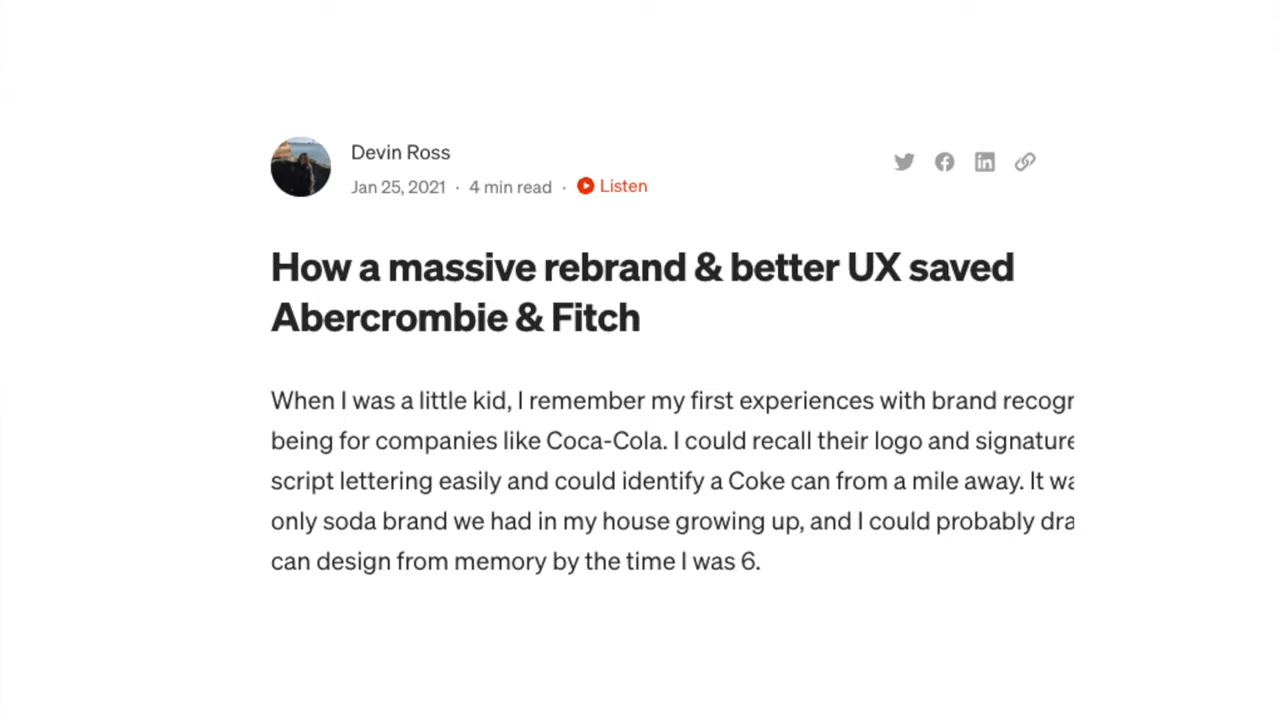 Devin Ross
Jan 25, 2021 · 4 min read · Listen
How a massive rebrand & better UX saved
Abercrombie & Fitch
When I was a little kid, I remember my first experiences with brand
being for companies like Coca-Cola. I could recall their logo and signature
script lettering easily and could identify a Coke can from a mile away. It
only soda brand we had in my house growing up, and I could probably
can design from memory by the time I was 6.